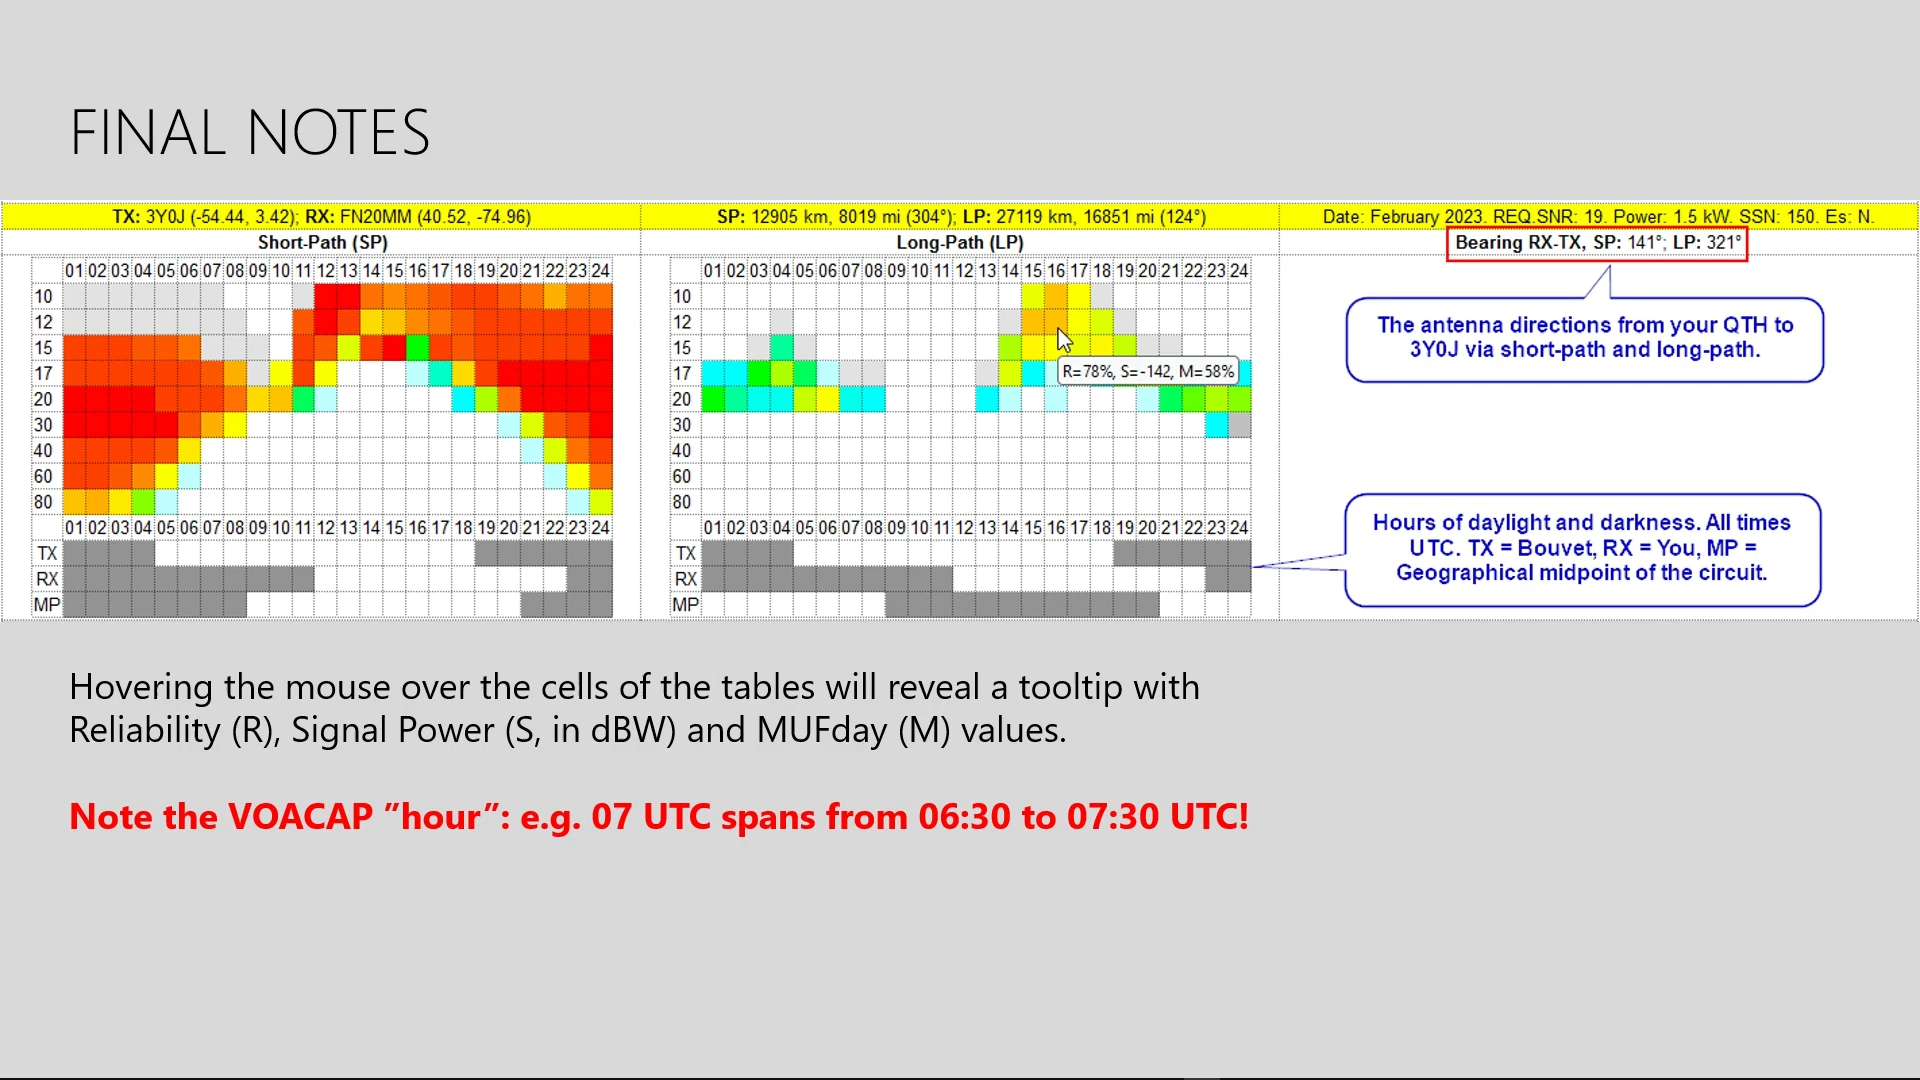 FINAL NOTES
TX: 3Y0J (-54.44, 3.42); RX: FN20MM (40.52, -74.96)
SP: 12905 km, 8019 mi (304°); LP: 27119 km, 16851 mi (124°)
Date: February 2023. REQ.SNR: 19. Power: 1.5 kW. SSN: 150. Es: N.
Short-Path (SP)
Long-Path (LP)
Bearing RX-TX, SP: 141°; LP: 321°
01 02 03 04 05 06 07 08 09 10 11 12 13 14 15 16 17 18 19 20 21 22 23 24
10
12
15
17
20
30
40
60
80
01 02 03 04 05 06 07 08 09 10 11 12 13 14 15 16 17 18 19 20 21 22 23 24
TX
RX
MP
01 02 03 04 05 06 07 08 09 10 11 12 13 14 15 16 17 18 19 20 21 22 23 24
10
12
15
17
20
30
40
60
80
R=78%, S=-142, M=58%
01 02 03 04 05 06 07 08 09 10 11 12 13 14 15 16 17 18 19 20 21 22 23 24
TX
RX
MP
The antenna directions from your QTH to
3Y0J via short-path and long-path.
Hours of daylight and darkness. All times
UTC. TX = Bouvet, RX = You, MP =
Geographical midpoint of the circuit.
Hovering the mouse over the cells of the tables will reveal a tooltip with
Reliability (R), Signal Power (S, in dBW) and MUFday (M) values.
Note the VOACAP ”hour”: e.g. 07 UTC spans from 06:30 to 07:30 UTC!